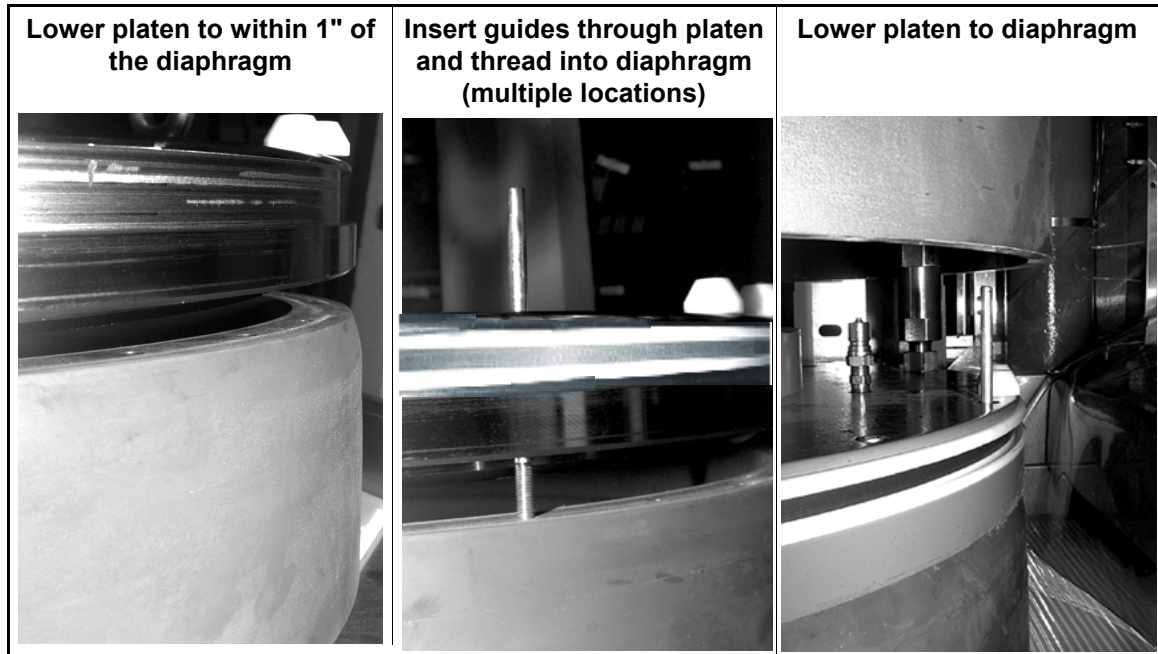 Lower platen to within 1" of
the diaphragm
Insert guides through platen
and thread into diaphragm
(multiple locations)
Lower platen to diaphragm